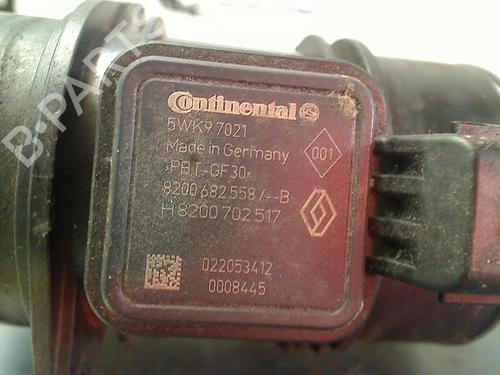 Continental
5WK9 7021
Made in Germany
001
>PBT-GF30<
8200 682 558/--B
H 8200 702 517
022053412
0008445
B-PARTS